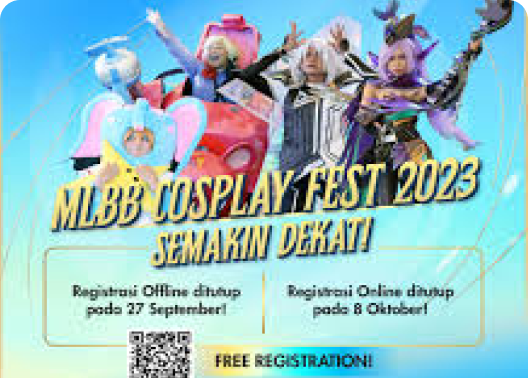 MLBB COSPLAY FEST 2023
SEMAKIN DEKAT!
Registrasi Offline ditutup
pada 27 September!
Registrasi Online ditutup
pada 8 Oktober!
FREE REGISTRATION!